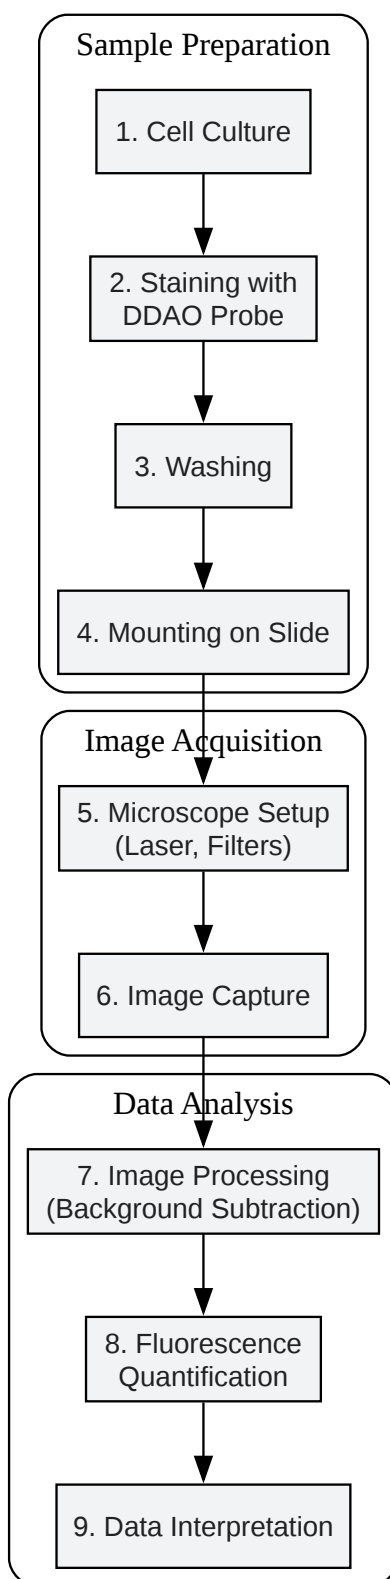 Sample Preparation
1. Cell Culture
2. Staining with
DDAO Probe
3. Washing
4. Mounting on Slide
Image Acquisition
5. Microscope Setup
(Laser, Filters)
6. Image Capture
Data Analysis
7. Image Processing
(Background Subtraction)
8. Fluorescence
Quantification
9. Data Interpretation